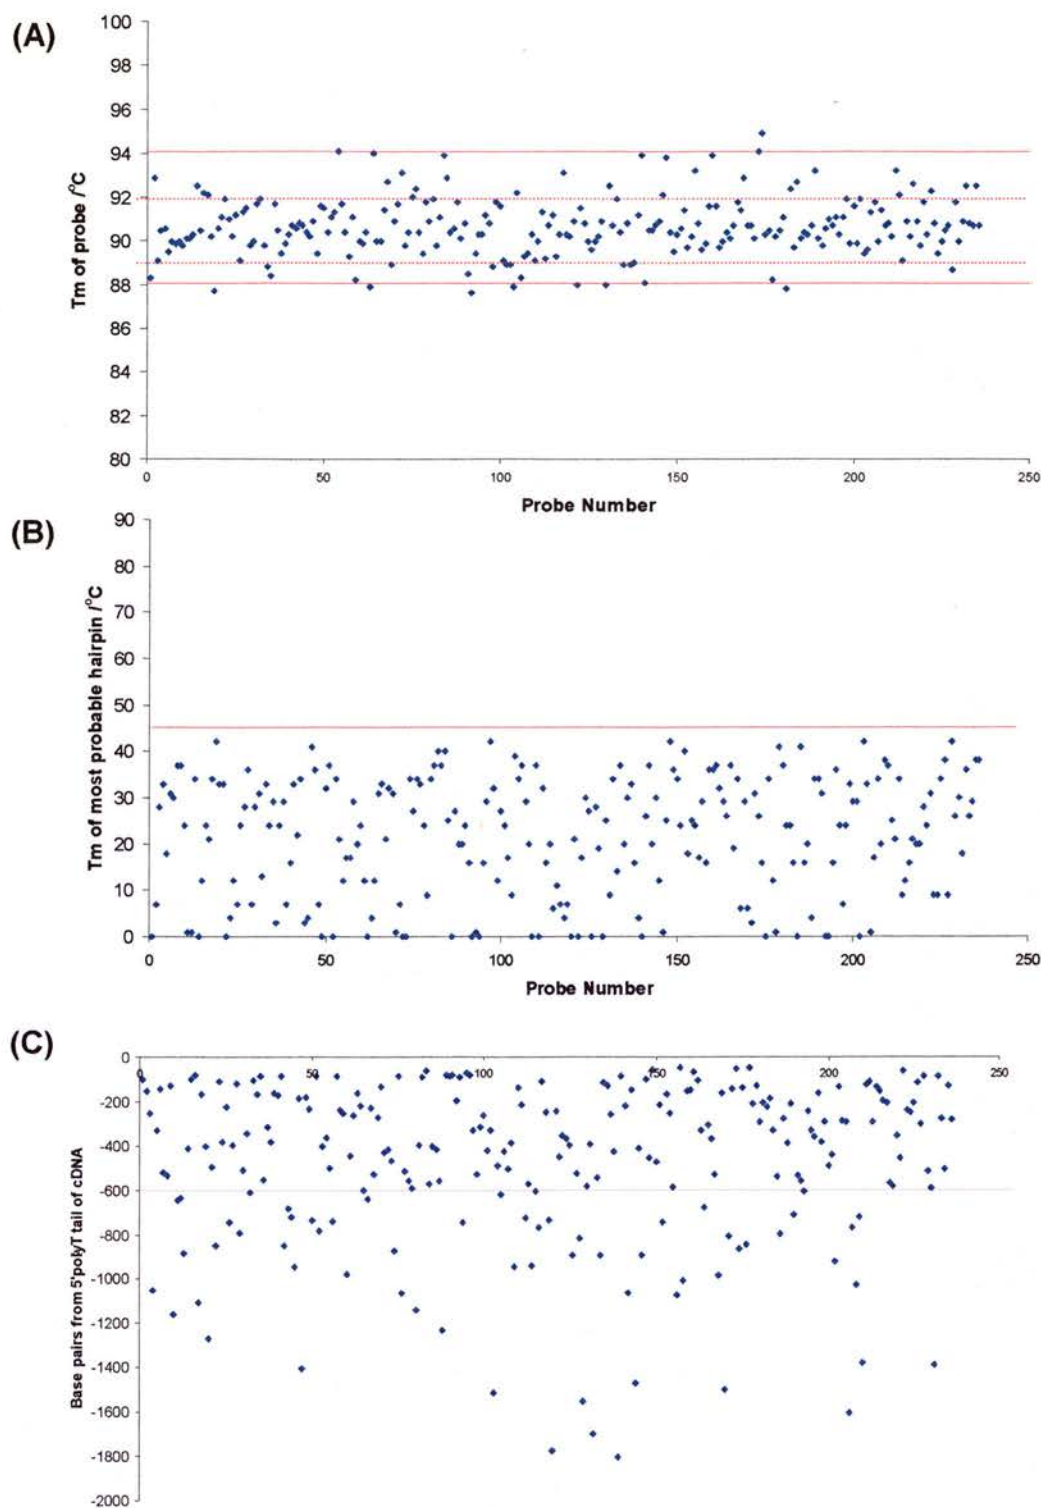 (A)
Tm of probe /°C
100
98
96
94
92
90
88
86
84
82
80
0 50 100 150 200 250
Probe Number
(B)
Tm of most probable hairpin /°C
90
80
70
60
50
40
30
20
10
0
0 50 100 150 200 250
Probe Number
(C)
Base pairs from 5'polyT tail of cDNA
0
0 50 100 150 200 250
-200
-400
-600
-800
-1000
-1200
-1400
-1600
-1800
-2000